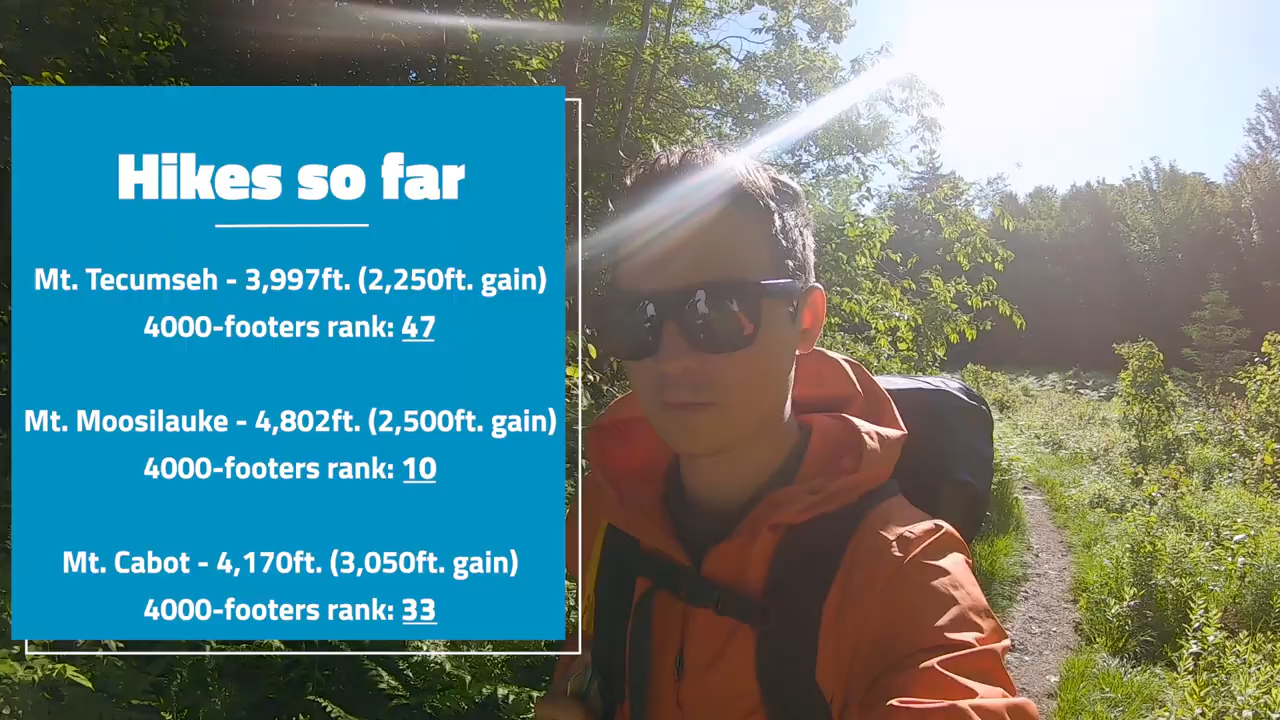 Hikes so far
Mt. Tecumseh - 3,997ft. (2,250ft. gain)
4000-footers rank: 47
Mt. Moosilauke - 4,802ft. (2,500ft. gain)
4000-footers rank: 10
Mt. Cabot - 4,170ft. (3,050ft. gain)
4000-footers rank: 33